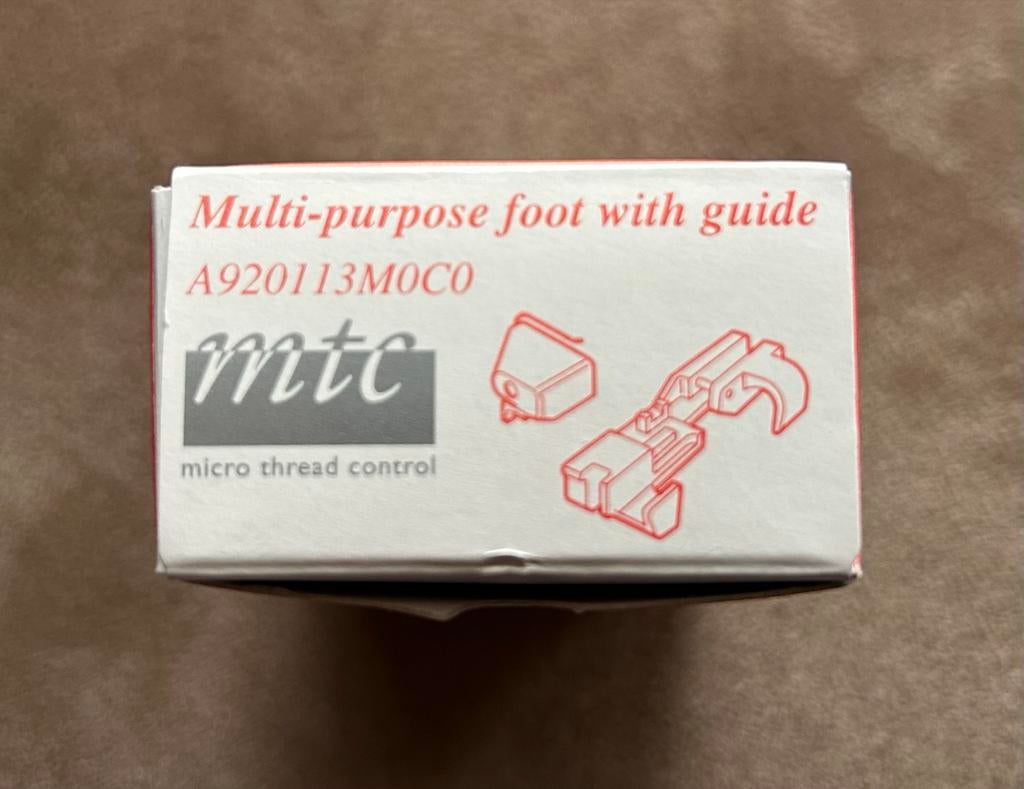 Multi-purpose foot with guide
A920113M0C0
mtc
micro thread control